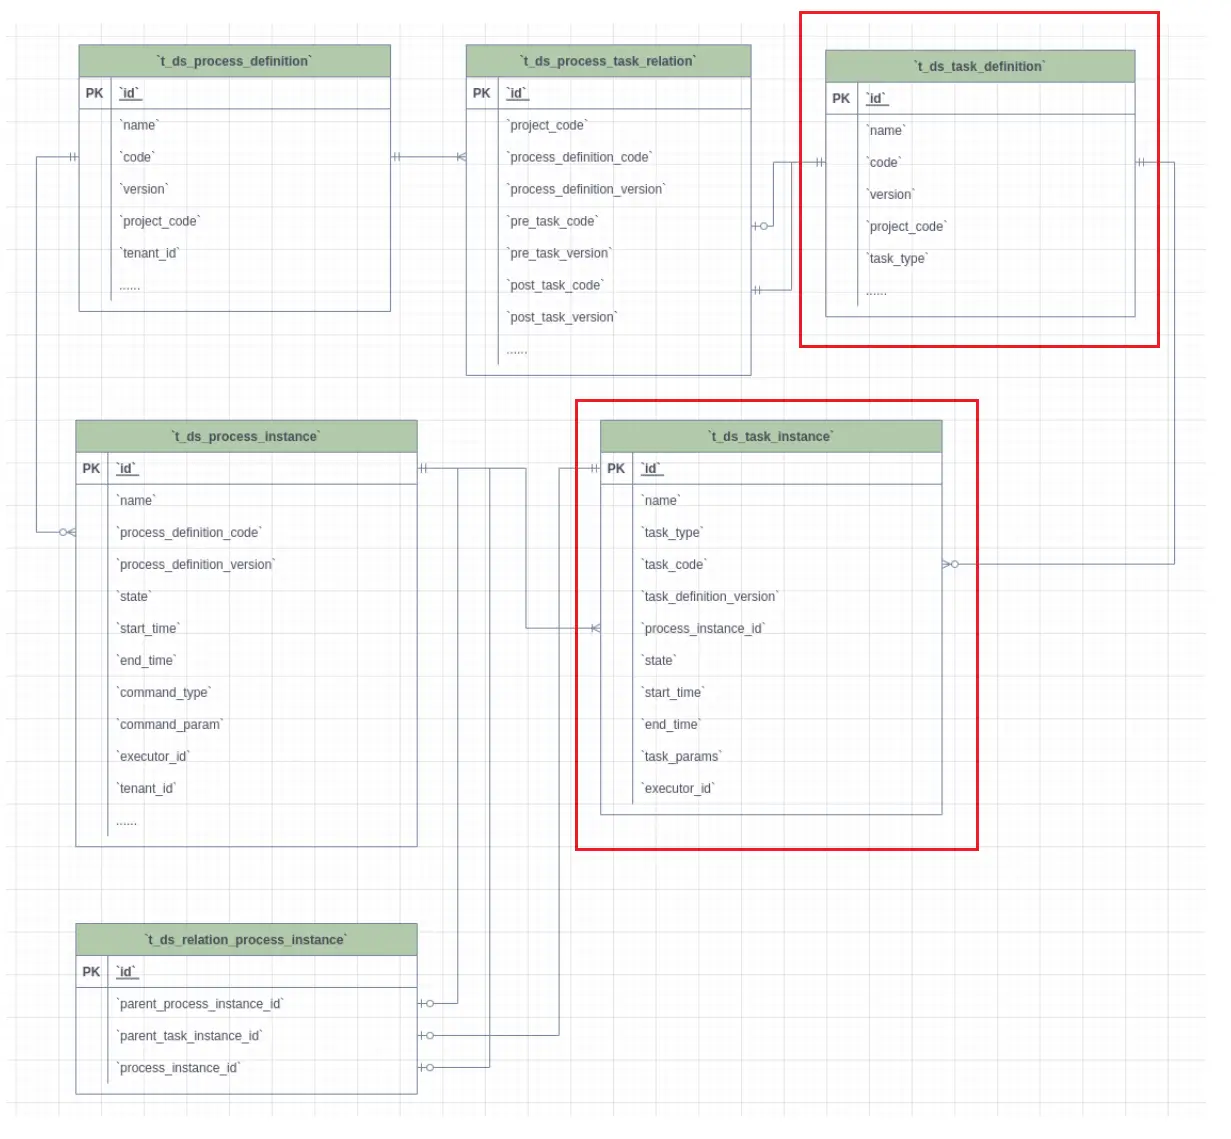 `t_ds_process_definition`
PK `id`
`name`
`code`
`version`
`project_code`
`tenant_id`
......
`t_ds_process_task_relation`
PK `id`
`project_code`
`process_definition_code`
`process_definition_version`
`pre_task_code`
`pre_task_version`
`post_task_code`
`post_task_version`
......
`t_ds_task_definition`
PK `id`
`name`
`code`
`version`
`project_code`
`task_type`
......
`t_ds_process_instance`
PK `id`
`name`
`process_definition_code`
`process_definition_version`
`state`
`start_time`
`end_time`
`command_type`
`command_param`
`executor_id`
`tenant_id`
......
`t_ds_task_instance`
PK `id`
`name`
`task_type`
`task_code`
`task_definition_version`
`process_instance_id`
`state`
`start_time`
`end_time`
`task_params`
`executor_id`
`t_ds_relation_process_instance`
PK `id`
`parent_process_instance_id`
`parent_task_instance_id`
`process_instance_id`